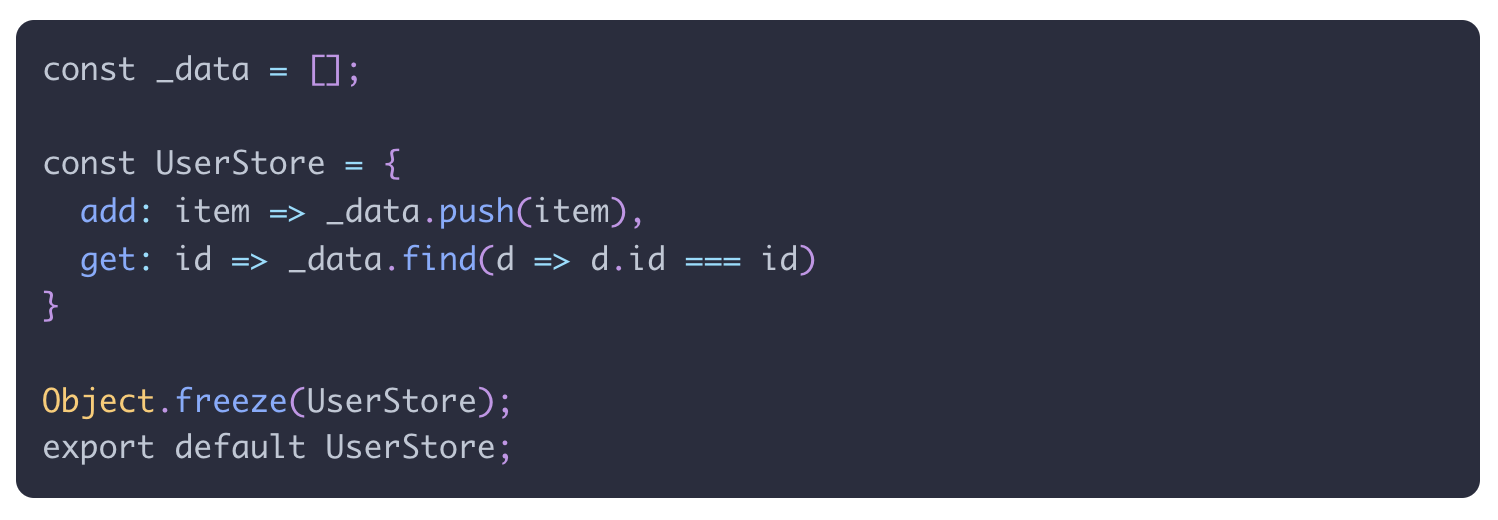 const _data = [];
const UserStore = {
  add: item => _data.push(item),
  get: id => _data.find(d => d.id === id)
}
Object.freeze(UserStore);
export default UserStore;